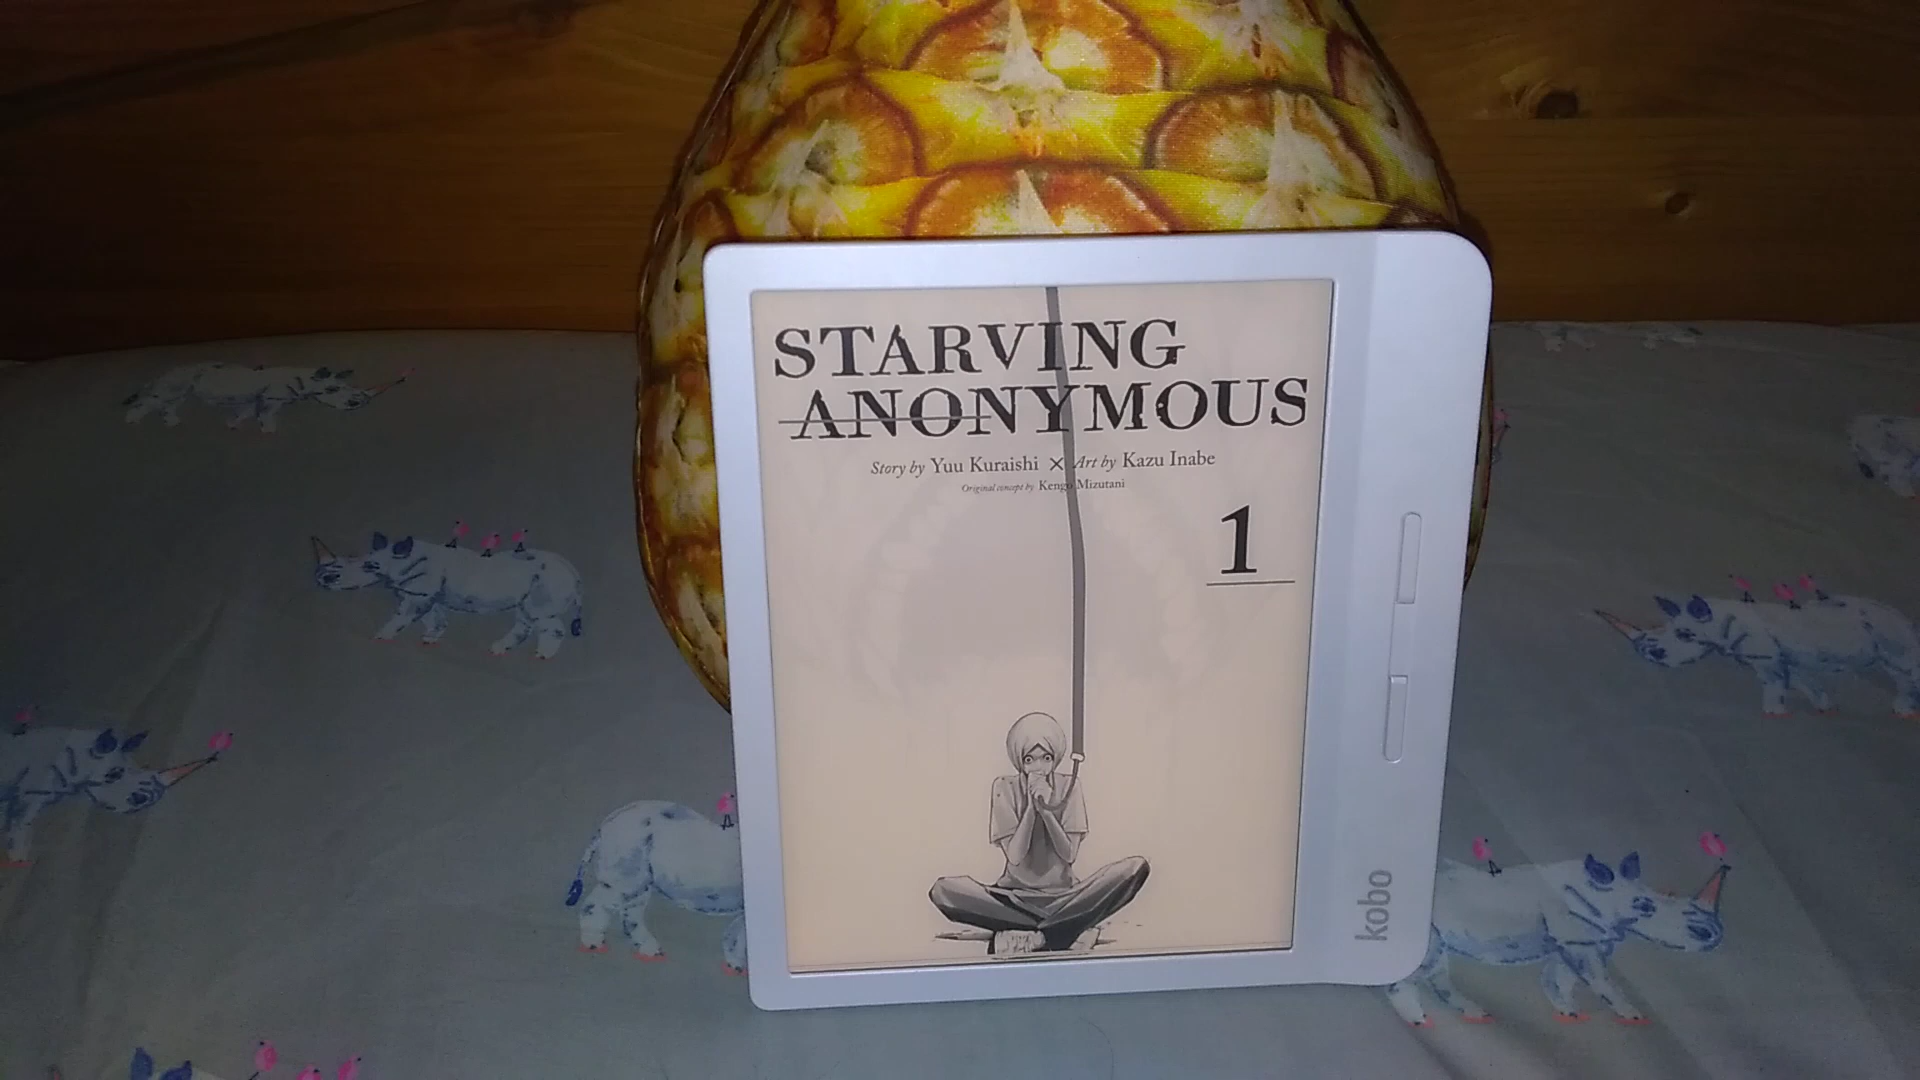 STARVING
ANONYMOUS
Story by Yuu Kuraishi × Art by Kazu Inabe
Original concept by Kengo Mizutani
1
kobo